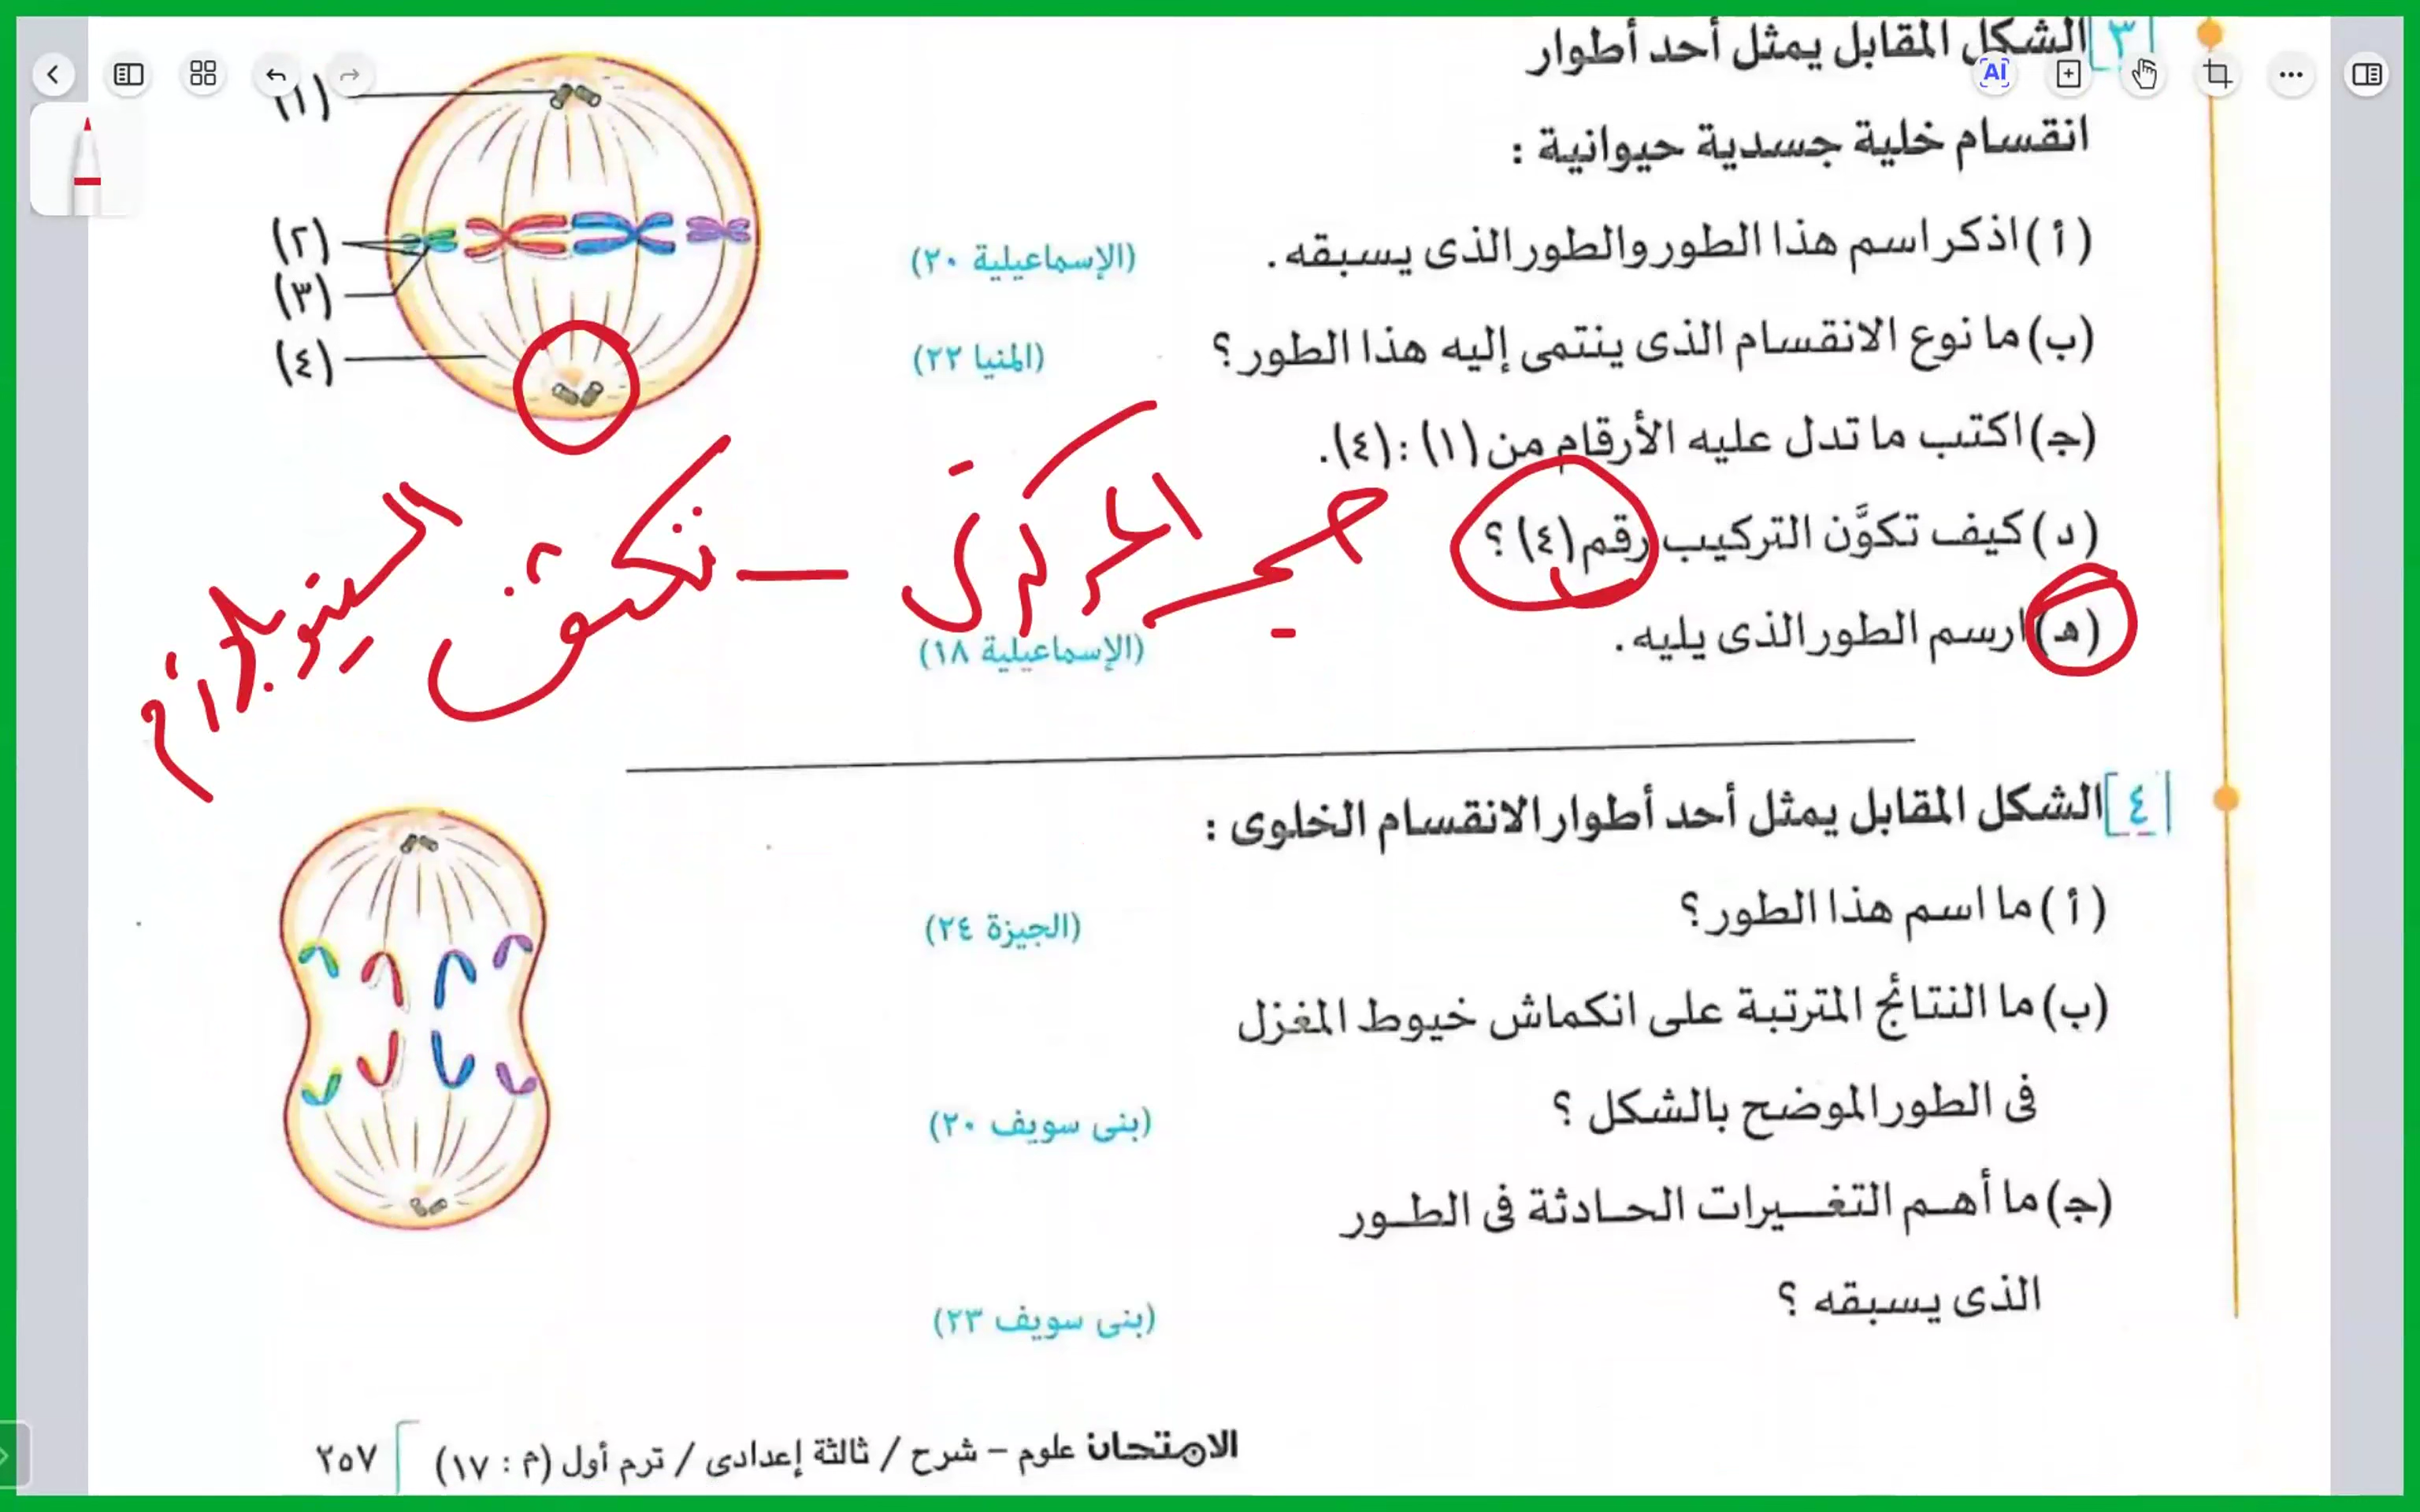 [٣] الشكل المقابل يمثل أحد أطوار
AI
انقسام خلية جسدية حيوانية :
(أ) اذكر اسم هذا الطور والطور الذى يسبقه. (الإسماعيلية ٢٠)
(ب) ما نوع الانقسام الذى ينتمى إليه هذا الطور؟ (المنيا ٢٢)
(جـ) اكتب ما تدل عليه الأرقام من (١) : (٤).
(د) كيف تكوَّن التركيب رقم (٤) ؟
(هـ) ارسم الطور الذى يليه. (الإسماعيلية ١٨)
(١)
(٢)
(٣)
(٤)
المركزى – السيتوبلازم
[٤] الشكل المقابل يمثل أحد أطوار الانقسام الخلوى :
(أ) ما اسم هذا الطور؟ (الجيزة ٢٤)
(ب) ما النتائج المترتبة على انكماش خيوط المغزل
فى الطور الموضح بالشكل ؟ (بنى سويف ٢٠)
(جـ) ما أهم التغيرات الحادثة فى الطور
الذى يسبقه ؟ (بنى سويف ٢٣)
الامتحان علوم – شرح / ثالثة إعدادى / ترم أول (م : ١٧) ٢٥٧